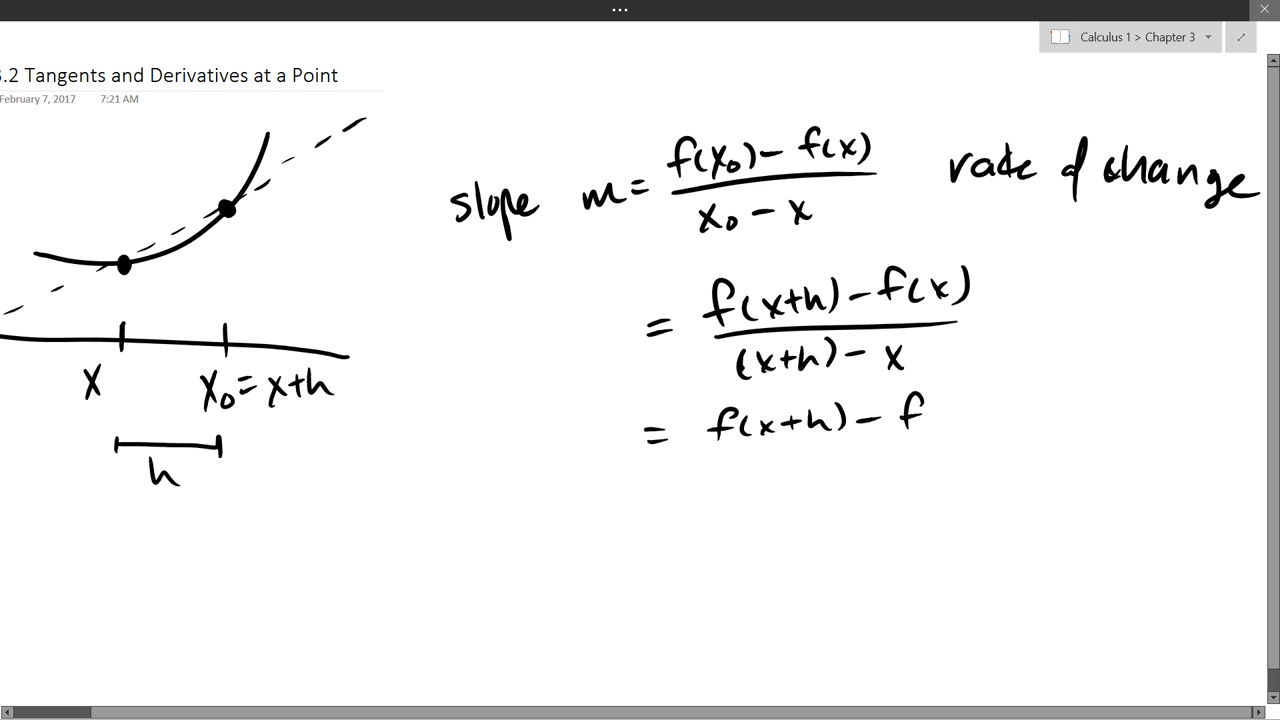 ...
Calculus 1 > Chapter 3
.2 Tangents and Derivatives at a Point
February 7, 2017 7:21 AM
slope m = f(x₀) - f(x) / x₀ - x rate of change
= f(x+h) - f(x) / (x+h) - x
x x₀ = x+h
= f(x+h) - f
h